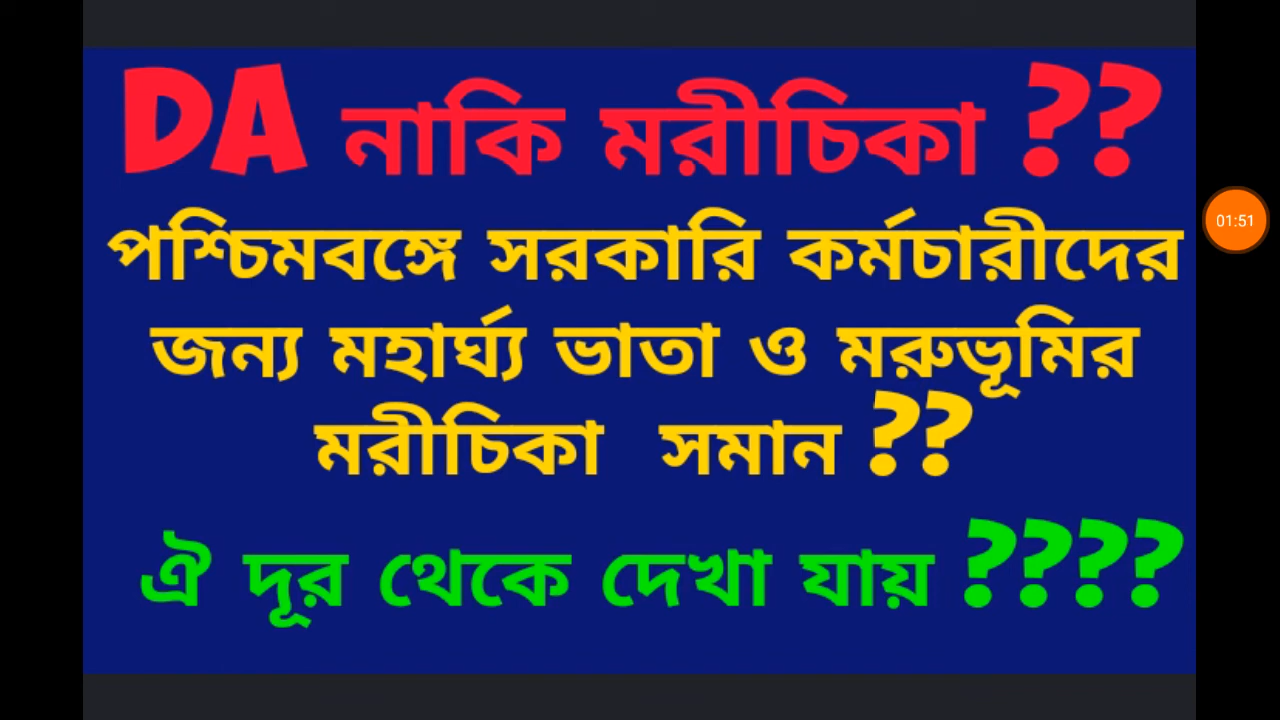 DA নাকি মরীচিকা ??
পশ্চিমবঙ্গে সরকারি কর্মচারীদের
জন্য মহার্ঘ্য ভাতা ও মরুভূমির
মরীচিকা সমান ??
ঐ দূর থেকে দেখা যায় ????
01:51